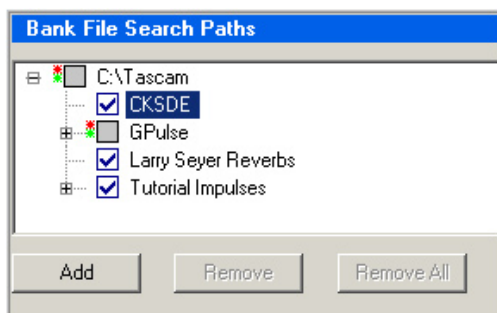 Bank File Search Paths
C:\Tascam
CKSDE
GPulse
Larry Seyer Reverbs
Tutorial Impulses
Add Remove Remove All